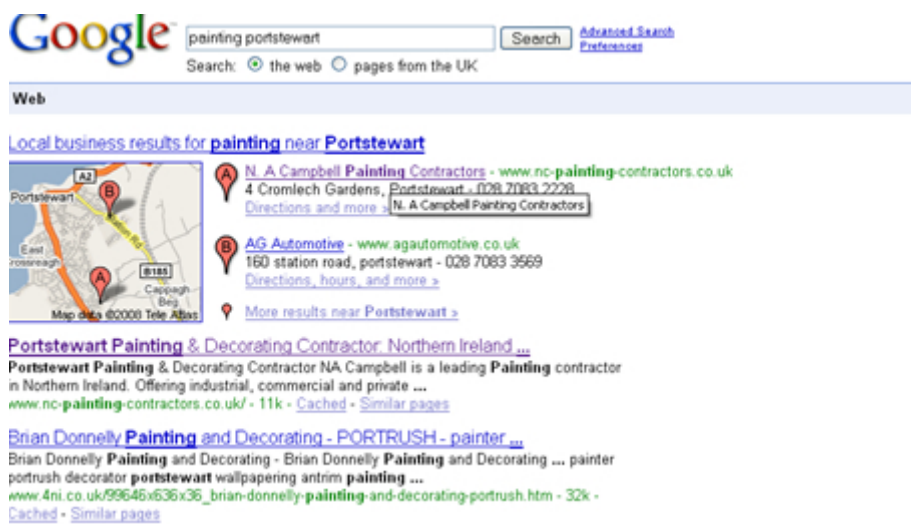 Google
painting portstewart Search Advanced Search
Preferences
Search: the web pages from the UK
Web
Local business results for painting near Portstewart
A2
Portstewart
B
Station Rd
East
Crossreagh
B185
A
Cappagh
Beg
Map data ©2008 Tele Atlas
A N. A Campbell Painting Contractors - www.nc-painting-contractors.co.uk
4 Cromlech Gardens, Portstewart - 028 7083 2228
Directions and more »
N. A Campbell Painting Contractors
B AG Automotive - www.agautomotive.co.uk
160 station road, portstewart - 028 7083 3569
Directions, hours, and more »
More results near Portstewart »
Portstewart Painting & Decorating Contractor: Northern Ireland ...
Portstewart Painting & Decorating Contractor NA Campbell is a leading Painting contractor
in Northern Ireland. Offering industrial, commercial and private ...
www.nc-painting-contractors.co.uk/ - 11k - Cached - Similar pages
Brian Donnelly Painting and Decorating - PORTRUSH - painter ...
Brian Donnelly Painting and Decorating - Brian Donnelly Painting and Decorating .... painter
portrush decorator portstewart wallpapering antrim painting ...
www.4ni.co.uk/99646x636x36_brian-donnelly-painting-and-decorating-portrush.htm - 32k -
Cached - Similar pages